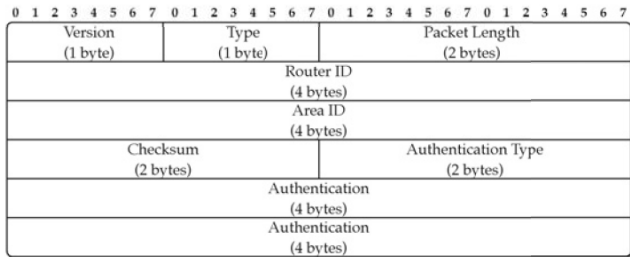 0 1 2 3 4 5 6 7 0 1 2 3 4 5 6 7 0 1 2 3 4 5 6 7 0 1 2 3 4 5 6 7
Version Type Packet Length
(1 byte) (1 byte) (2 bytes)
Router ID
(4 bytes)
Area ID
(4 bytes)
Checksum Authentication Type
(2 bytes) (2 bytes)
Authentication
(4 bytes)
Authentication
(4 bytes)